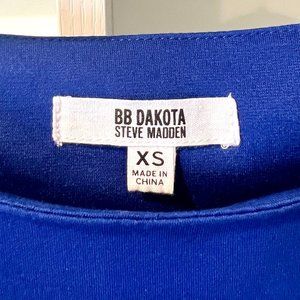 BB DAKOTA
STEVE MADDEN
XS
MADE IN
CHINA